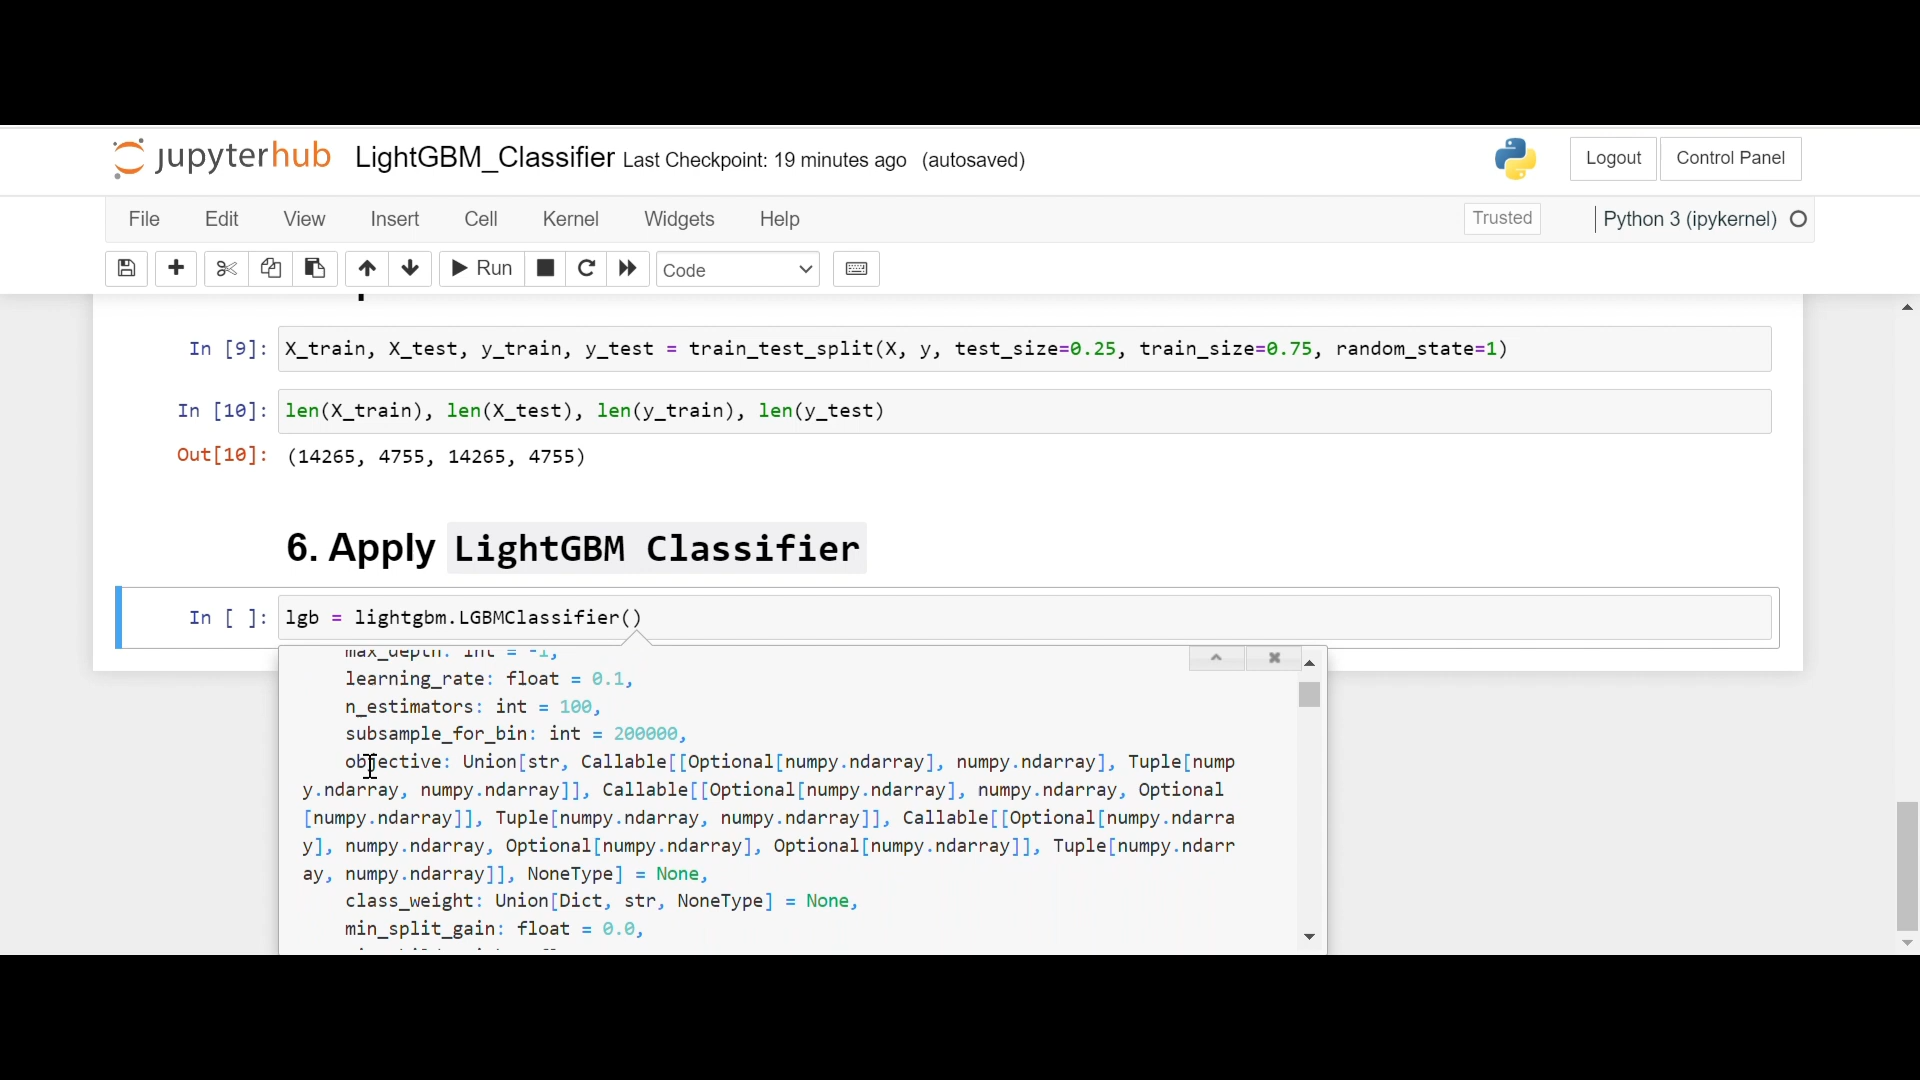 jupyterhub LightGBM_Classifier Last Checkpoint: 19 minutes ago (autosaved) Logout Control Panel
File Edit View Insert Cell Kernel Widgets Help Trusted Python 3 (ipykernel)
Run Code
In [9]: X_train, X_test, y_train, y_test = train_test_split(X, y, test_size=0.25, train_size=0.75, random_state=1)
In [10]: len(X_train), len(X_test), len(y_train), len(y_test)
Out[10]: (14265, 4755, 14265, 4755)
6. Apply LightGBM Classifier
In [ ]: lgb = lightgbm.LGBMClassifier()
max_depth: int = -1,
learning_rate: float = 0.1,
n_estimators: int = 100,
subsample_for_bin: int = 200000,
objective: Union[str, Callable[[Optional[numpy.ndarray], numpy.ndarray], Tuple[nump
y.ndarray, numpy.ndarray]], Callable[[Optional[numpy.ndarray], numpy.ndarray, Optional
[numpy.ndarray]], Tuple[numpy.ndarray, numpy.ndarray]], Callable[[Optional[numpy.ndarra
y], numpy.ndarray, Optional[numpy.ndarray], Optional[numpy.ndarray]], Tuple[numpy.ndarr
ay, numpy.ndarray]], NoneType] = None,
class_weight: Union[Dict, str, NoneType] = None,
min_split_gain: float = 0.0,